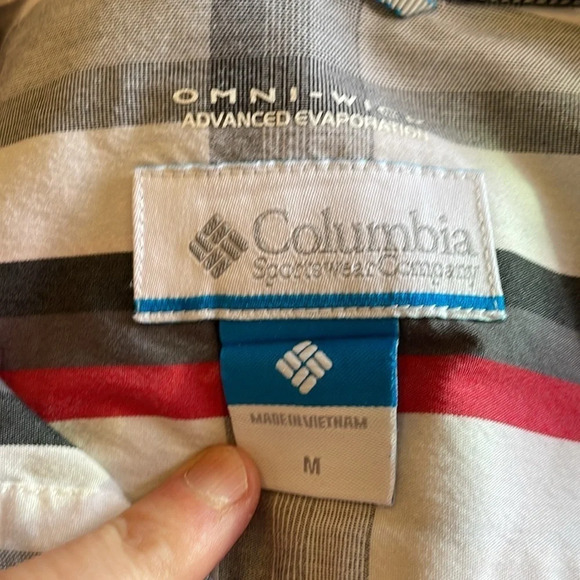 OMNI-WICK
ADVANCED EVAPORATION
Columbia
Sportswear Company
MADE IN VIETNAM
M